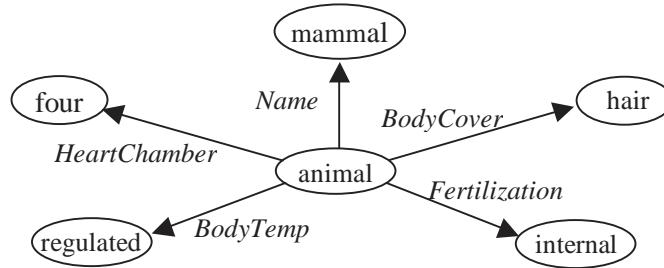 mammal
four
Name
hair
BodyCover
HeartChamber
animal
Fertilization
regulated
BodyTemp
internal